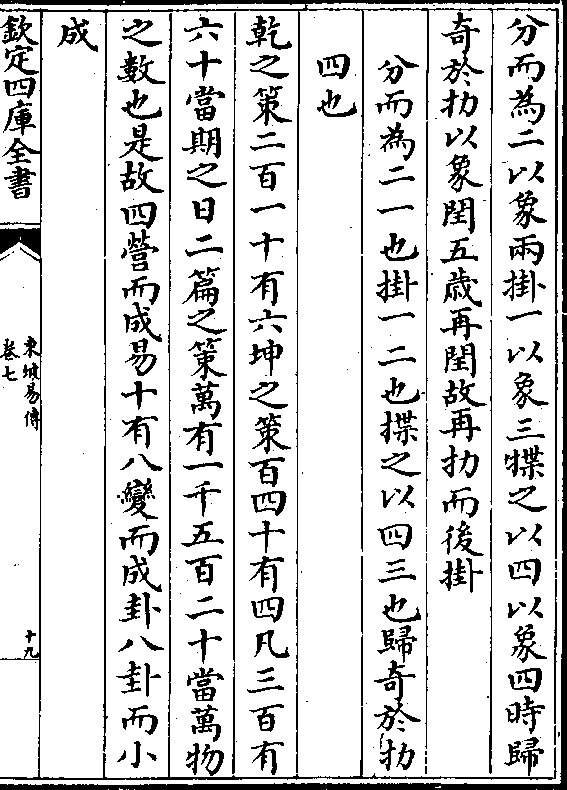 分而為二以象兩掛一以象三揲之以四以象四時歸
奇於扐以象閏五歲再閏故再扐而後掛
分而為二一也掛一二也揲之以四三也歸奇於扐
四也
乾之策二百一十有六坤之策百四十有四凡三百有
六十當期之日二篇之策萬有一千五百二十當萬物
之數也是故四營而成易十有八變而成卦八卦而小
成
欽定四庫全書
東坡易傳
卷七
十九